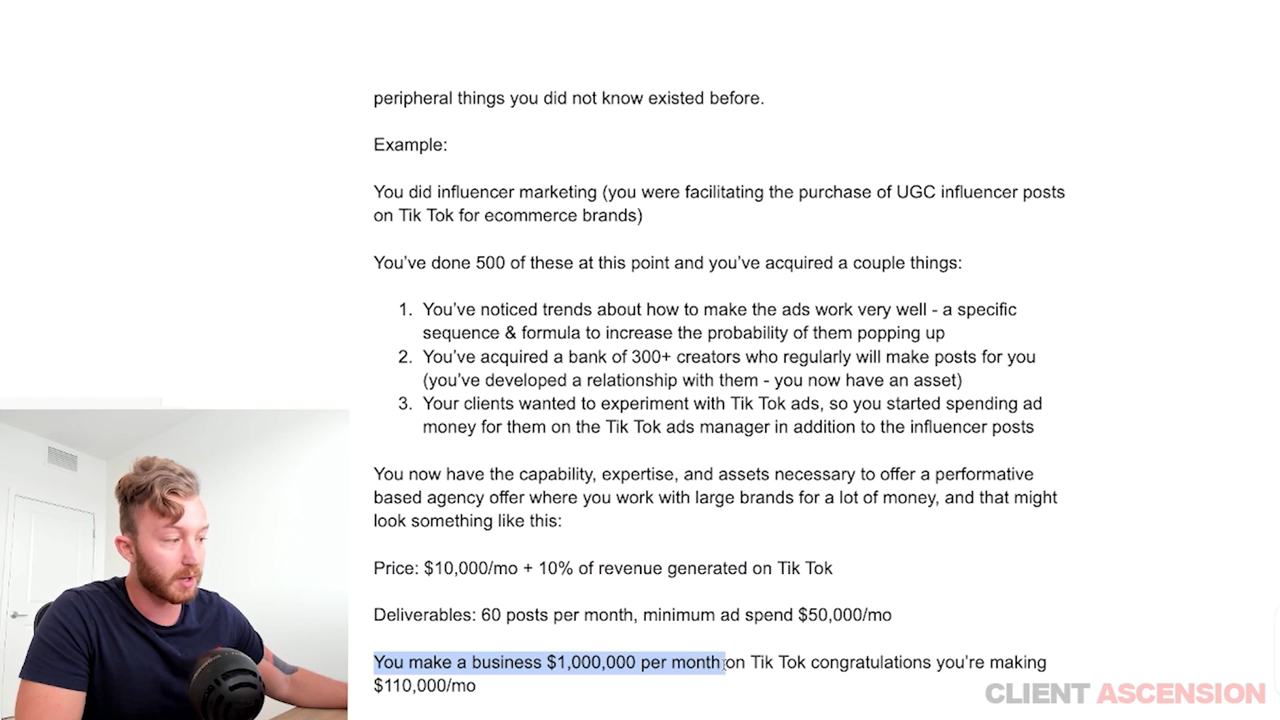 peripheral things you did not know existed before.
Example:
You did influencer marketing (you were facilitating the purchase of UGC influencer posts
on Tik Tok for ecommerce brands)
You've done 500 of these at this point and you've acquired a couple things:
1. You've noticed trends about how to make the ads work very well - a specific
sequence & formula to increase the probability of them popping up
2. You've acquired a bank of 300+ creators who regularly will make posts for you
(you've developed a relationship with them - you now have an asset)
3. Your clients wanted to experiment with Tik Tok ads, so you started spending ad
money for them on the Tik Tok ads manager in addition to the influencer posts
You now have the capability, expertise, and assets necessary to offer a performative
based agency offer where you work with large brands for a lot of money, and that might
look something like this:
Price: $10,000/mo + 10% of revenue generated on Tik Tok
Deliverables: 60 posts per month, minimum ad spend $50,000/mo
You make a business $1,000,000 per month on Tik Tok congratulations you're making
$110,000/mo
CLIENT ASCENSION